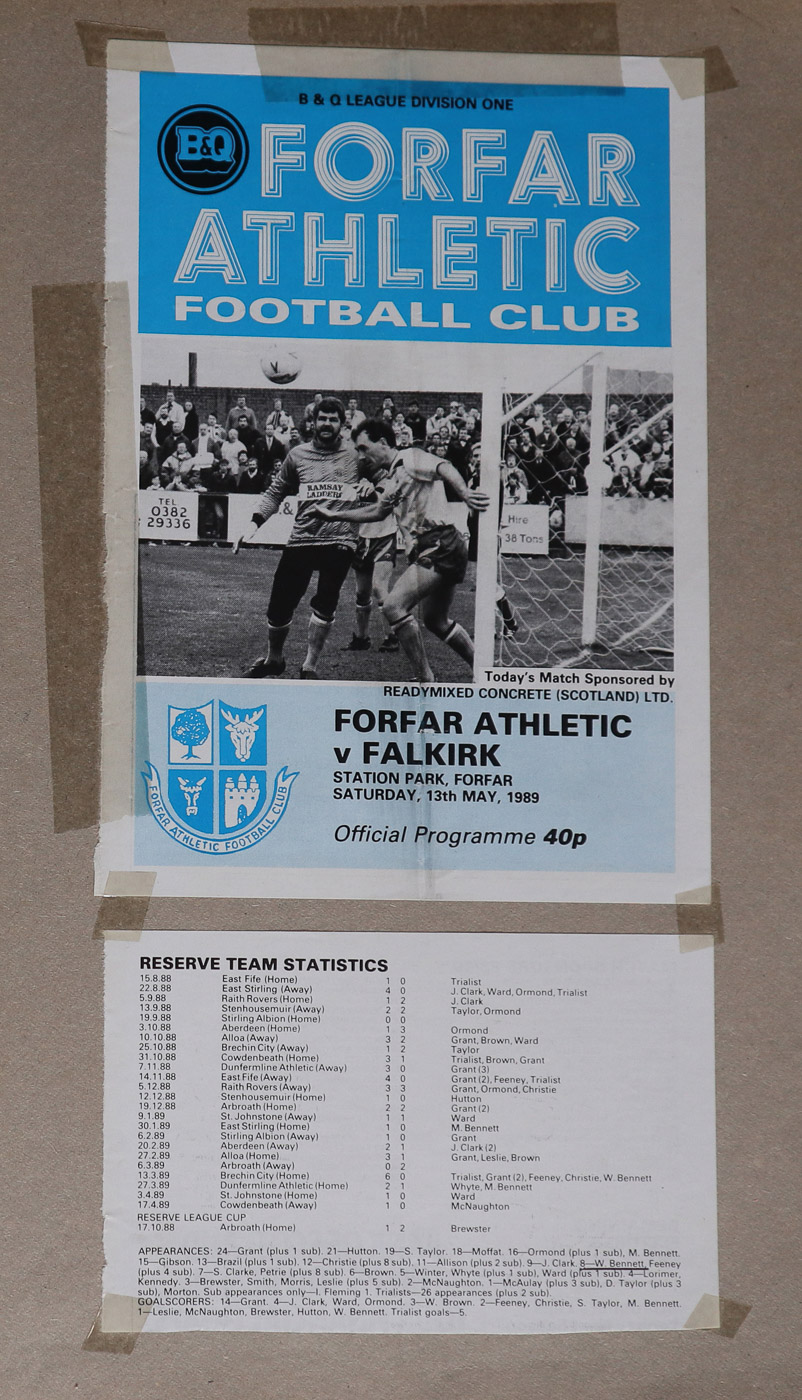 B & Q LEAGUE DIVISION ONE
B&Q
FORFAR
ATHLETIC
FOOTBALL CLUB
V
RAMSAY
LADDERS
TEL
0382
29336
.&
Hire
38 Tons
Today's Match Sponsored by
READYMIXED CONCRETE (SCOTLAND) LTD.
FORFAR ATHLETIC
v FALKIRK
STATION PARK, FORFAR
SATURDAY, 13th MAY, 1989
Official Programme 40p
FORFAR ATHLETIC FOOTBALL CLUB
RESERVE TEAM STATISTICS
15.8.88 East Fife (Home) 1 0 Trialist
22.8.88 East Stirling (Away) 4 0 J. Clark, Ward, Ormond, Trialist
5.9.88 Raith Rovers (Home) 1 2 J. Clark
13.9.88 Stenhousemuir (Away) 2 2 Taylor, Ormond
19.9.88 Stirling Albion (Home) 0 0
3.10.88 Aberdeen (Home) 1 3 Ormond
10.10.88 Alloa (Away) 3 2 Grant, Brown, Ward
25.10.88 Brechin City (Away) 1 2 Taylor
31.10.88 Cowdenbeath (Home) 3 1 Trialist, Brown, Grant
7.11.88 Dunfermline Athletic (Away) 3 0 Grant (3)
14.11.88 East Fife (Away) 4 0 Grant (2), Feeney, Trialist
5.12.88 Raith Rovers (Away) 3 3 Grant, Ormond, Christie
12.12.88 Stenhousemuir (Home) 1 0 Hutton
19.12.88 Arbroath (Home) 2 2 Grant (2)
9.1.89 St. Johnstone (Away) 1 1 Ward
30.1.89 East Stirling (Home) 1 0 M. Bennett
6.2.89 Stirling Albion (Away) 1 0 Grant
20.2.89 Aberdeen (Away) 2 1 J. Clark (2)
27.2.89 Alloa (Home) 3 1 Grant, Leslie, Brown
6.3.89 Arbroath (Away) 0 2
13.3.89 Brechin City (Home) 6 0 Trialist, Grant (2), Feeney, Christie, W. Bennett
27.3.89 Dunfermline Athletic (Home) 2 1 Whyte, M. Bennett
3.4.89 St. Johnstone (Home) 1 0 Ward
17.4.89 Cowdenbeath (Away) 1 0 McNaughton
RESERVE LEAGUE CUP
17.10.88 Arbroath (Home) 1 2 Brewster
APPEARANCES: 24—Grant (plus 1 sub). 21—Hutton. 19—S. Taylor. 18—Moffat. 16—Ormond (plus 1 sub), M. Bennett.
15—Gibson. 13—Brazil (plus 1 sub). 12—Christie (plus 8 sub). 11—Allison (plus 2 sub). 9—J. Clark. 8—W. Bennett, Feeney
(plus 4 sub). 7—S. Clarke, Petrie (plus 8 sub). 6—Brown. 5—Winter, Whyte (plus 1 sub), Ward (plus 1 sub). 4—Lorimer,
Kennedy. 3—Brewster, Smith, Morris, Leslie (plus 5 sub). 2—McNaughton. 1—McAulay (plus 3 sub), D. Taylor (plus 3
sub), Morton. Sub appearances only—I. Fleming 1. Trialists—26 appearances (plus 2 sub).
GOALSCORERS: 14—Grant. 4—J. Clark, Ward, Ormond. 3—W. Brown. 2—Feeney, Christie, S. Taylor, M. Bennett.
1—Leslie, McNaughton, Brewster, Hutton, W. Bennett. Trialist goals—5.